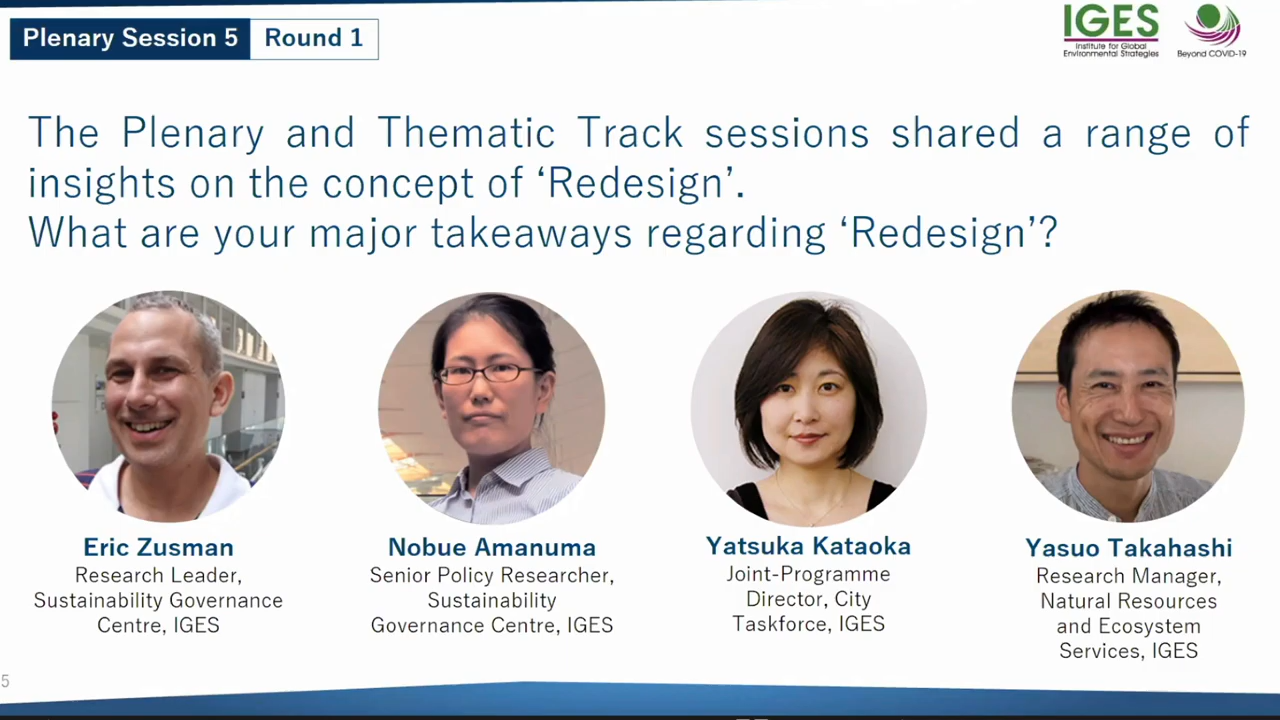 Plenary Session 5
Round 1
IGES
Institute for Global
Environmental Strategies
Beyond COVID-19
The Plenary and Thematic Track sessions shared a range of
insights on the concept of ‘Redesign’.
What are your major takeaways regarding ‘Redesign’?
Eric Zusman
Research Leader,
Sustainability Governance
Centre, IGES
Nobue Amanuma
Senior Policy Researcher,
Sustainability
Governance Centre, IGES
Yatsuka Kataoka
Joint-Programme
Director, City
Taskforce, IGES
Yasuo Takahashi
Research Manager,
Natural Resources
and Ecosystem
Services, IGES
5